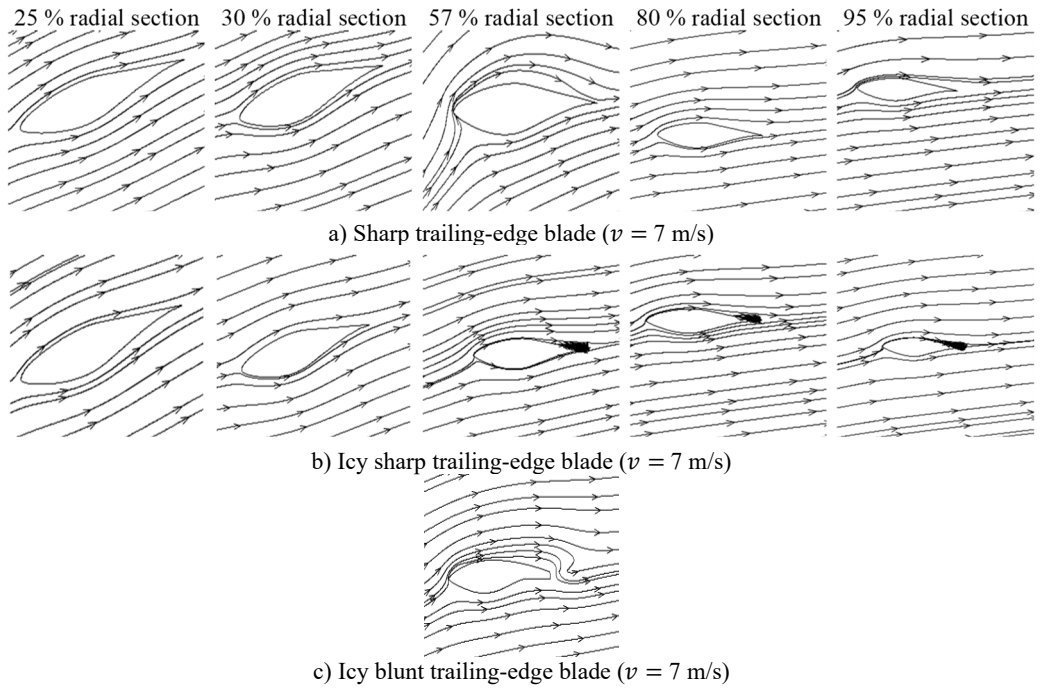 25 % radial section 30 % radial section 57 % radial section 80 % radial section 95 % radial section
a) Sharp trailing-edge blade (𝑣 = 7 m/s)
b) Icy sharp trailing-edge blade (𝑣 = 7 m/s)
c) Icy blunt trailing-edge blade (𝑣 = 7 m/s)